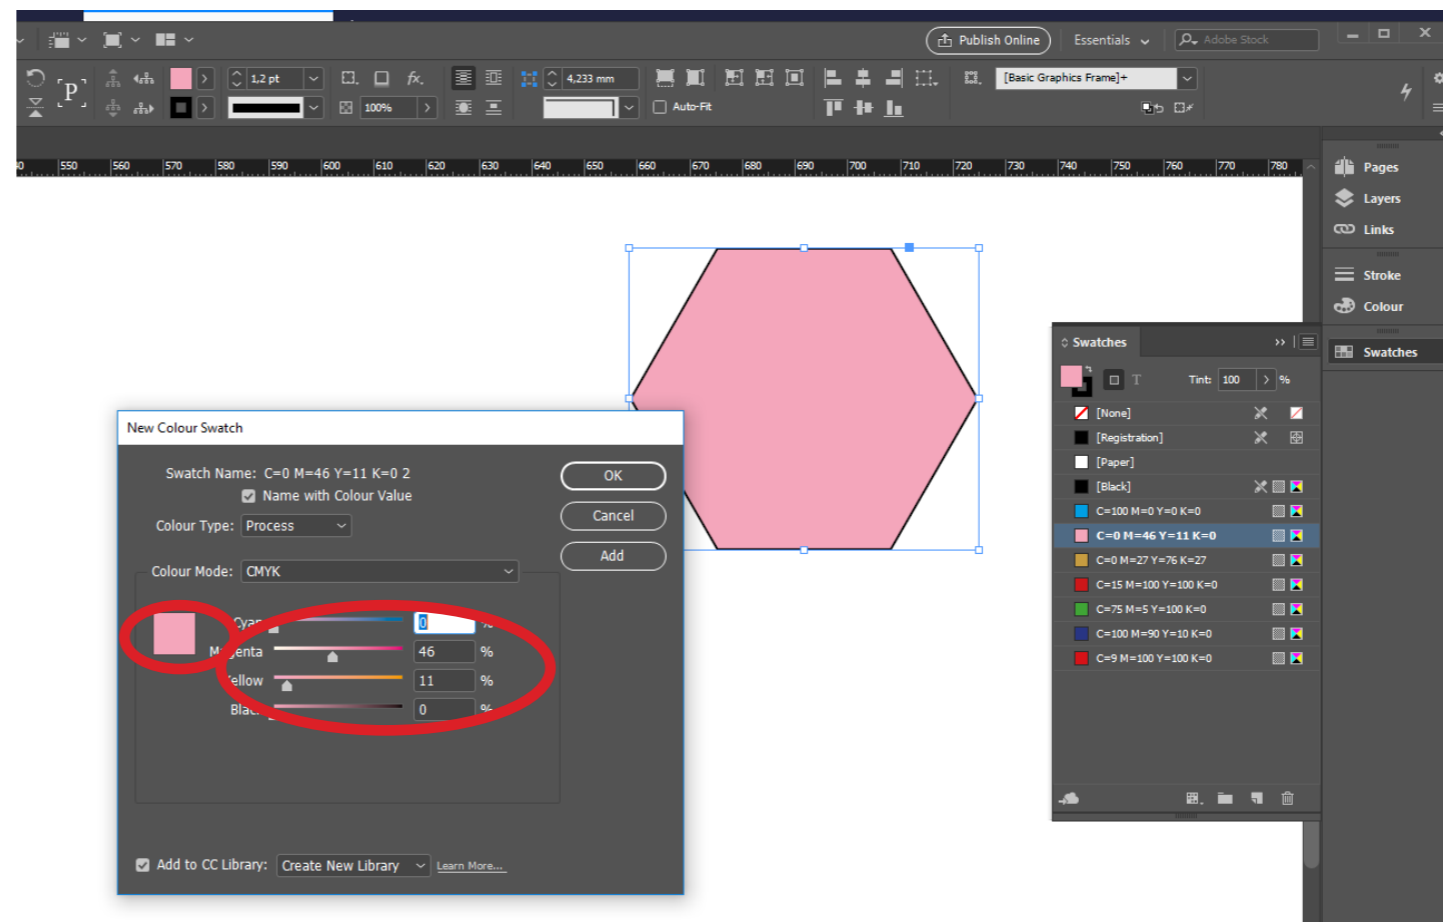 Publish Online
Essentials
Adobe Stock
P
1,2 pt
fx.
4,233 mm
[Basic Graphics Frame]+
100%
Auto-Fit
550 560 570 580 590 600 610 620 630 640 650 660 670 680 690 700 710 720 730 740 750 760 770 780
Pages
Layers
Links
Stroke
Colour
Swatches
Swatches
T
Tint: 100 %
[None]
[Registration]
[Paper]
[Black]
C=100 M=0 Y=0 K=0
C=0 M=46 Y=11 K=0
C=0 M=27 Y=76 K=27
C=15 M=100 Y=100 K=0
C=75 M=5 Y=100 K=0
C=100 M=90 Y=10 K=0
C=9 M=100 Y=100 K=0
New Colour Swatch
Swatch Name: C=0 M=46 Y=11 K=0 2
Name with Colour Value
Colour Type: Process
OK
Cancel
Add
Colour Mode: CMYK
Cyan 0 %
Magenta 46 %
Yellow 11 %
Black 0 %
Add to CC Library: Create New Library Learn More...